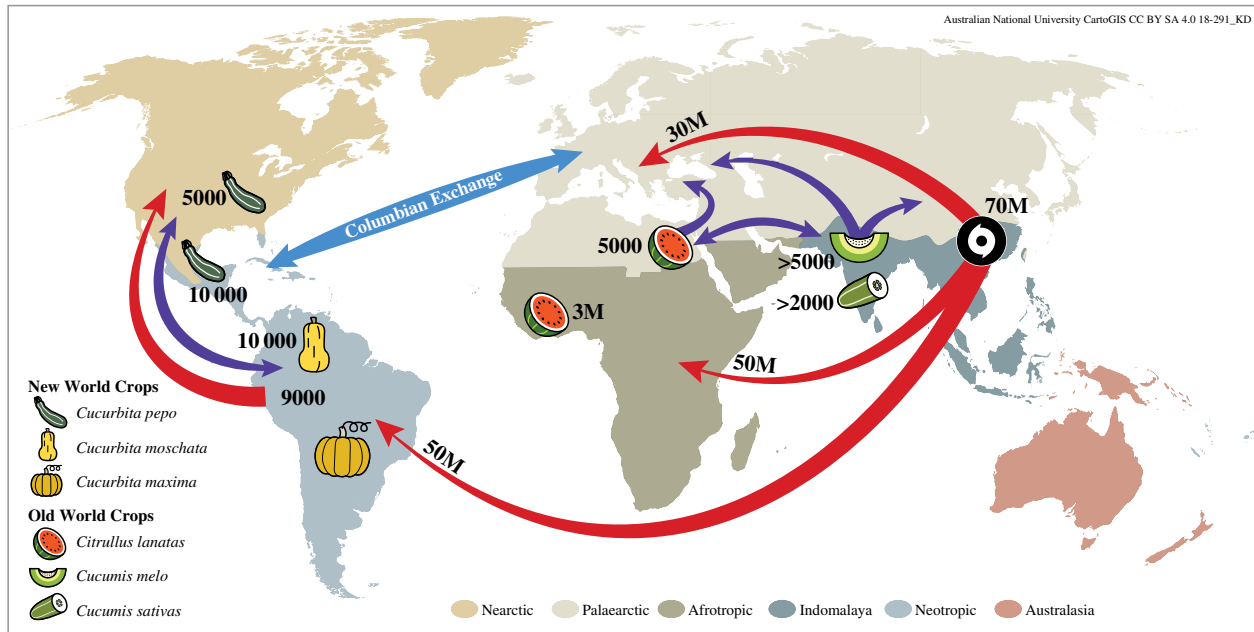 Australian National University CartoGIS CC BY SA 4.0 18-291_KD
30M
70M
5000
Columbian Exchange
5000
>5000
10 000
>2000
3M
10 000
50M
9000
50M
New World Crops
Cucurbita pepo
Cucurbita moschata
Cucurbita maxima
Old World Crops
Citrullus lanatas
Cucumis melo
Cucumis sativas
Nearctic Palaearctic Afrotropic Indomalaya Neotropic Australasia